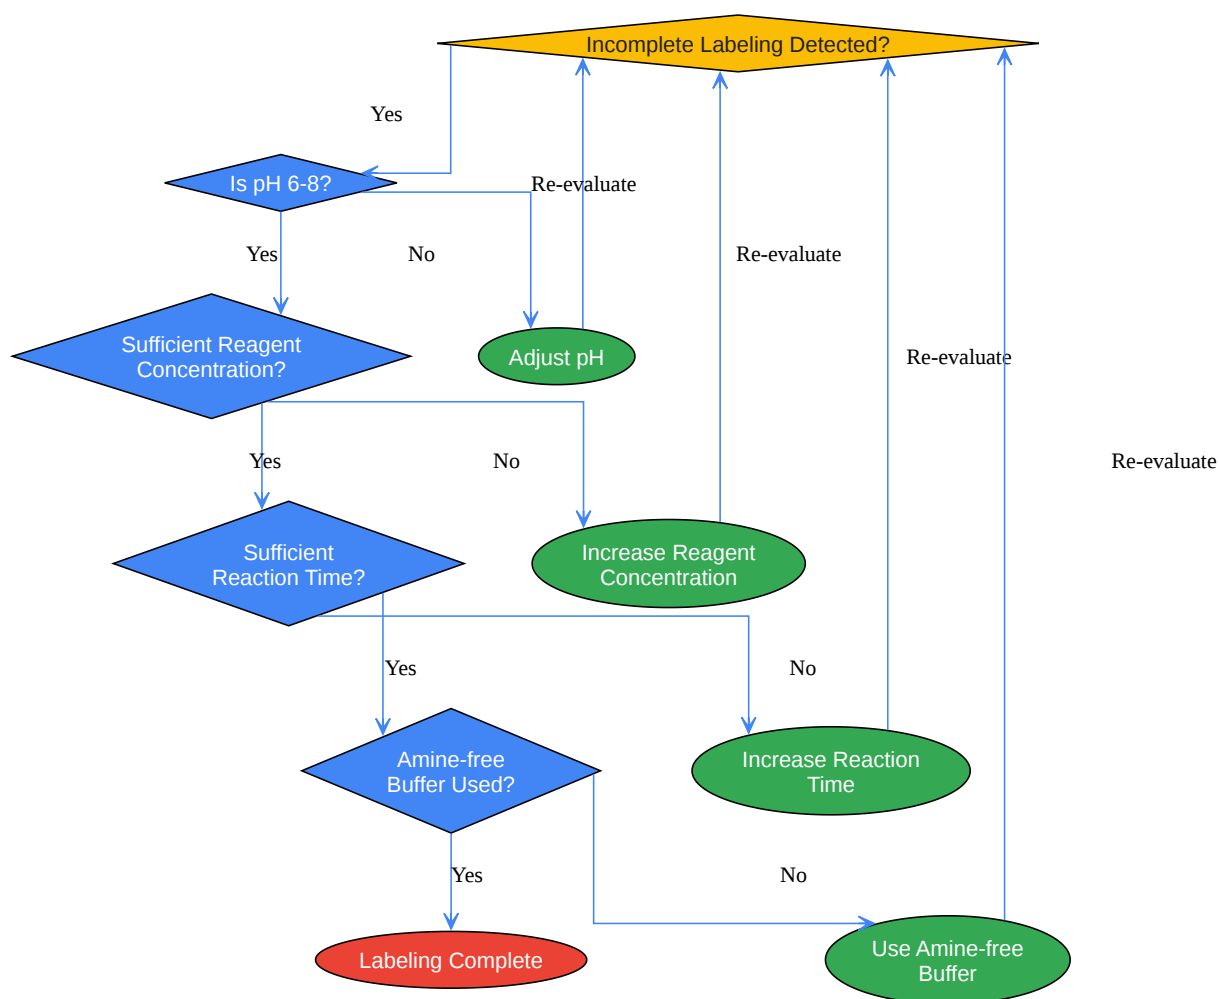 Incomplete Labeling Detected?
Yes
Is pH 6-8?
Re-evaluate
Yes
No
Re-evaluate
Sufficient Reagent
Concentration?
Adjust pH
Re-evaluate
Yes
No
Re-evaluate
Sufficient
Reaction Time?
Increase Reagent
Concentration
Yes
No
Amine-free
Buffer Used?
Increase Reaction
Time
Yes
No
Labeling Complete
Use Amine-free
Buffer